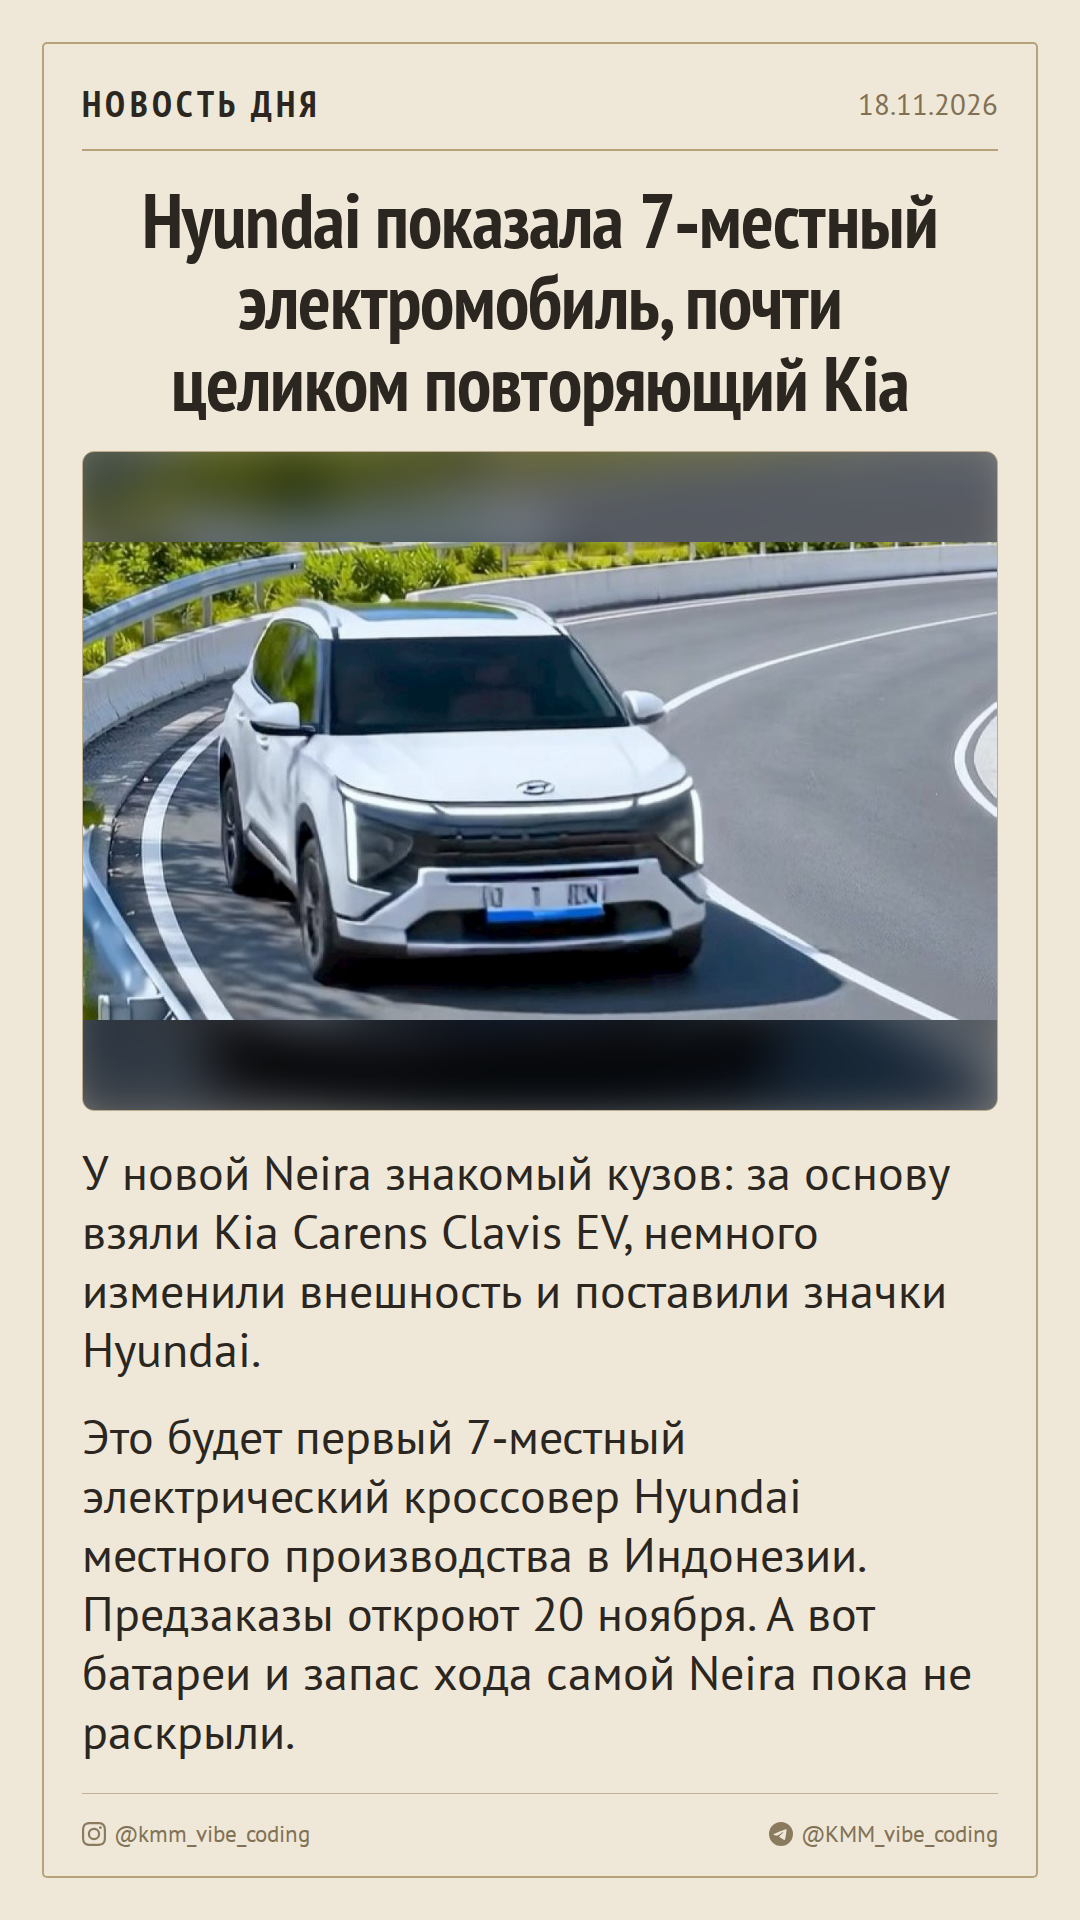 НОВОСТЬ ДНЯ
18.11.2026
Hyundai показала 7-местный
электромобиль, почти
целиком повторяющий Kia
У новой Neira знакомый кузов: за основу
взяли Kia Carens Clavis EV, немного
изменили внешность и поставили значки
Hyundai.
Это будет первый 7-местный
электрический кроссовер Hyundai
местного производства в Индонезии.
Предзаказы откроют 20 ноября. А вот
батареи и запас хода самой Neira пока не
раскрыли.
@kmm_vibe_coding
@KMM_vibe_coding